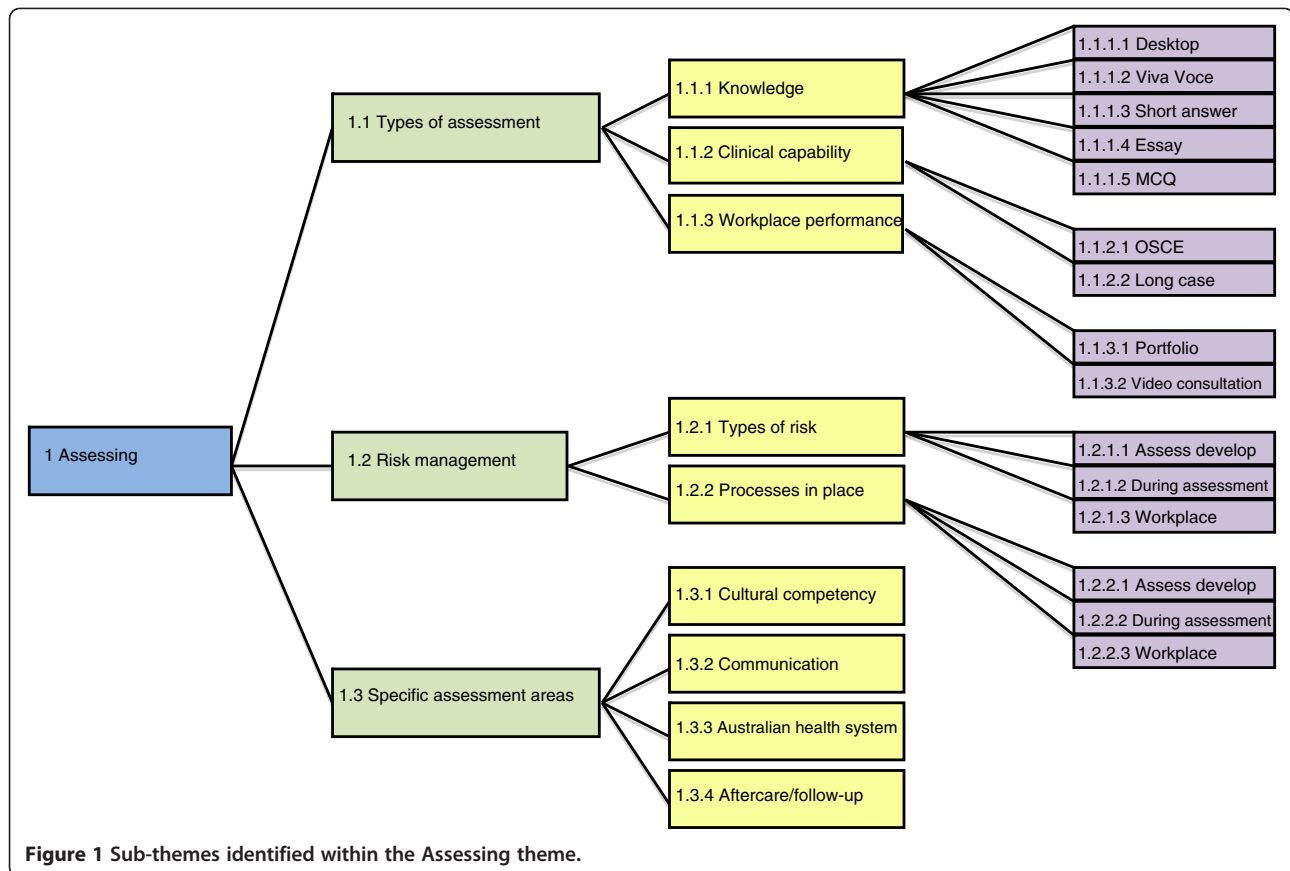 1 Assessing
1.1 Types of assessment
1.1.1 Knowledge
1.1.1.1 Desktop
1.1.1.2 Viva Voce
1.1.1.3 Short answer
1.1.1.4 Essay
1.1.1.5 MCQ
1.1.2 Clinical capability
1.1.2.1 OSCE
1.1.2.2 Long case
1.1.3 Workplace performance
1.1.3.1 Portfolio
1.1.3.2 Video consultation
1.2 Risk management
1.2.1 Types of risk
1.2.1.1 Assess develop
1.2.1.2 During assessment
1.2.1.3 Workplace
1.2.2 Processes in place
1.2.2.1 Assess develop
1.2.2.2 During assessment
1.2.2.3 Workplace
1.3 Specific assessment areas
1.3.1 Cultural competency
1.3.2 Communication
1.3.3 Australian health system
1.3.4 Aftercare/follow-up
Figure 1 Sub-themes identified within the Assessing theme.